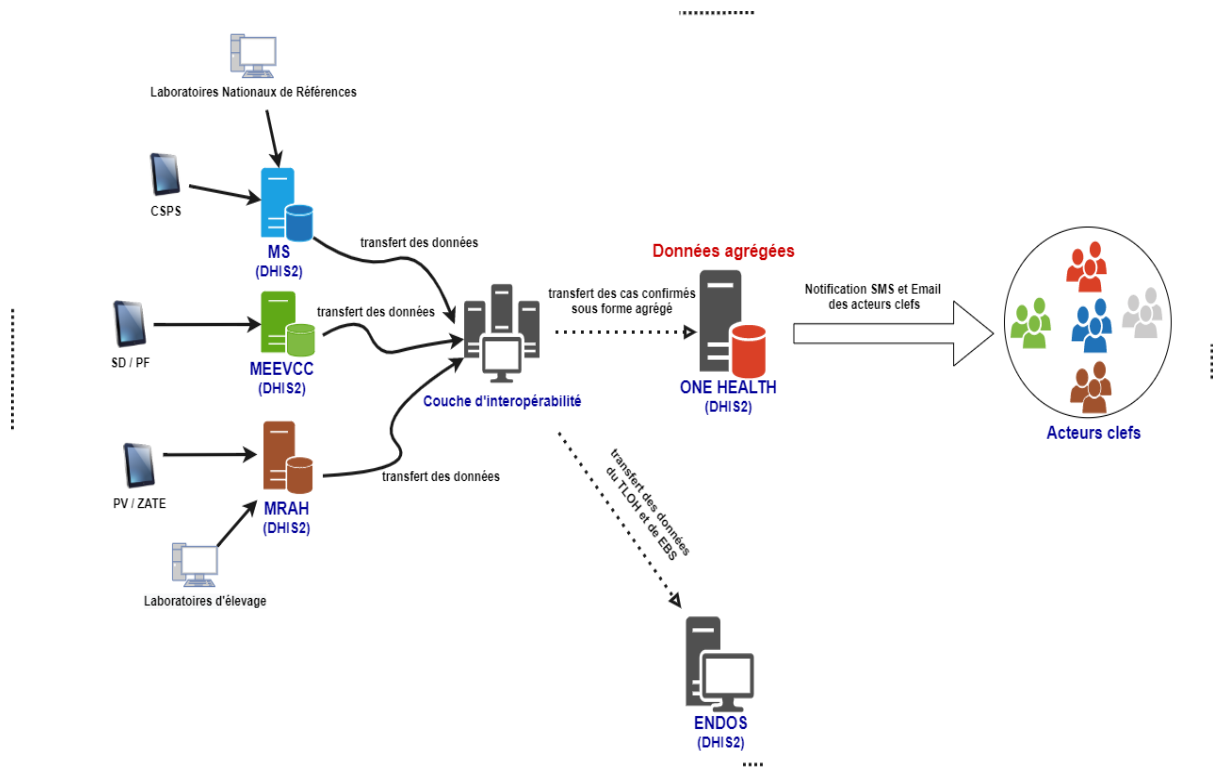 Laboratoires Nationaux de Références
CSPS
MS
(DHIS2)
transfert des données
SD / PF
MEEVCC
(DHIS2)
transfert des données
PV / ZATE
MRAH
(DHIS2)
transfert des données
Laboratoires d'élevage
Couche d'interopérabilité
transfert des cas confirmés
sous forme agrégé
Données agrégées
ONE HEALTH
(DHIS2)
Notification SMS et Email
des acteurs clefs
Acteurs clefs
transfert des données
du TLOH et de EBS
ENDOS
(DHIS2)